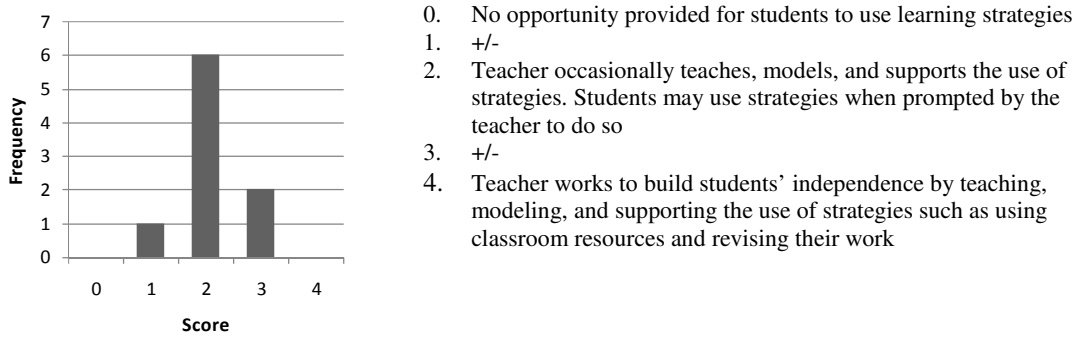 7
6
5
4
3
2
1
0
Frequency
0 1 2 3 4
Score
0. No opportunity provided for students to use learning strategies
1. +/-
2. Teacher occasionally teaches, models, and supports the use of
strategies. Students may use strategies when prompted by the
teacher to do so
3. +/-
4. Teacher works to build students’ independence by teaching,
modeling, and supporting the use of strategies such as using
classroom resources and revising their work